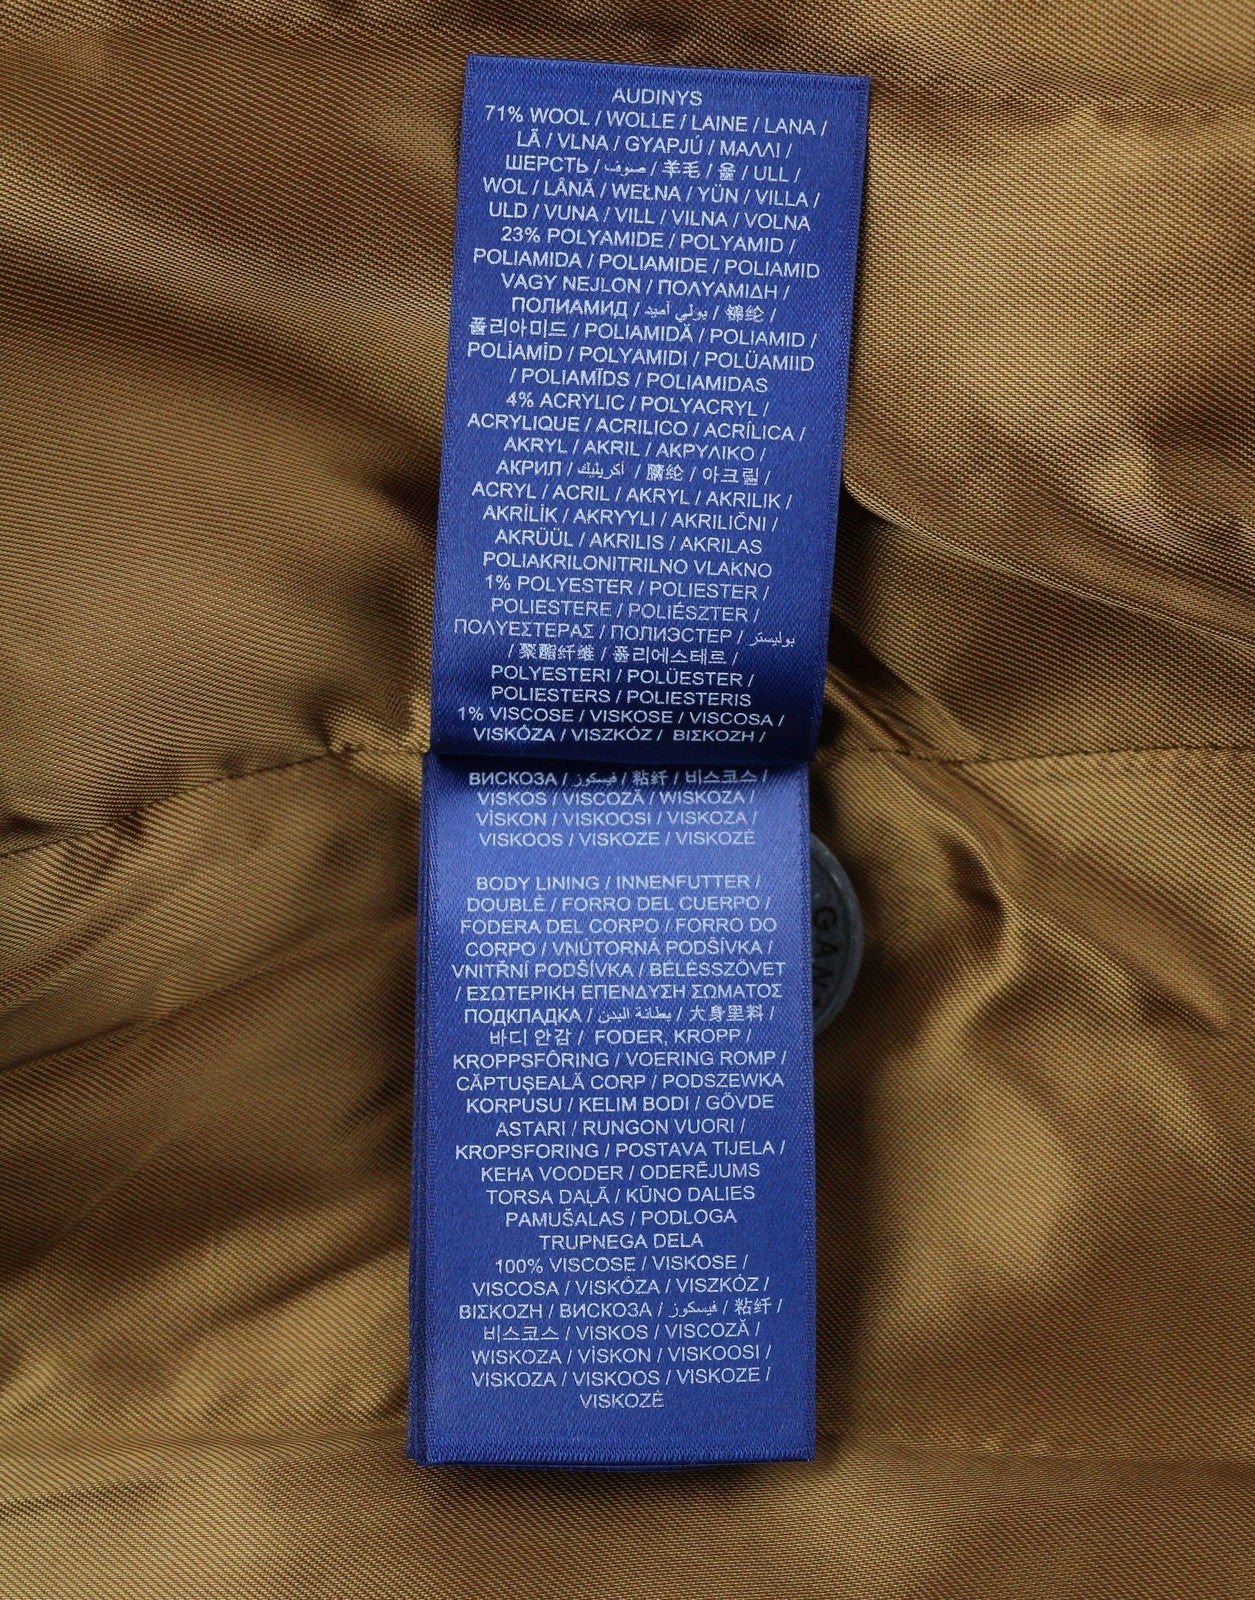 AUDINYS
71% WOOL / WOLLE / LAINE / LANA /
LÃ / VLNA / GYAPJÚ / ΜΑΛΛΙ /
ШЕРСТЬ / صوف / 羊毛 / 울 / ULL /
WOL / LÂNĂ / WEŁNA / YÜN / VILLA /
ULD / VUNA / VILL / VILNA / VOLNA
23% POLYAMIDE / POLYAMID /
POLIAMIDA / POLIAMIDE / POLIAMID
VAGY NEJLON / ΠΟΛΥΑΜΙΔΗ /
ПОЛИАМИД / بولي أميد / 锦纶 /
폴리아미드 / POLIAMIDĂ / POLIAMID /
POLİAMİD / POLYAMIDI / POLÜAMIID
/ POLIAMĪDS / POLIAMIDAS
4% ACRYLIC / POLYACRYL /
ACRYLIQUE / ACRILICO / ACRÍLICA /
AKRYL / AKRIL / ΑΚΡΥΛΙΚΟ /
АКРИЛ / اكريليك / 腈纶 / 아크릴 /
ACRYL / ACRIL / AKRYL / AKRILIK /
AKRİLİK / AKRYYLI / AKRILIČNI /
AKRÜÜL / AKRILIS / AKRILAS
POLIAKRILONITRILNO VLAKNO
1% POLYESTER / POLIESTER /
POLIESTERE / POLIÉSZTER /
ΠΟΛΥΕΣΤΕΡΑΣ / ПОЛИЭСТЕР / بوليستر
/ 聚酯纤维 / 폴리에스테르 /
POLYESTERI / POLÜESTER /
POLIESTERS / POLIESTERIS
1% VISCOSE / VISKOSE / VISCOSA /
VISKÓZA / VISZKÓZ / ΒΙΣΚΟΖΗ /
ВИСКОЗА / فيسكوز / 粘纤 / 비스코스 /
VISKOS / VISCOZĂ / WISKOZA /
VİSKON / VISKOOSI / VISKOZA /
VISKOOS / VISKOZE / VISKOZĖ
BODY LINING / INNENFUTTER /
DOUBLÉ / FORRO DEL CUERPO /
FODERA DEL CORPO / FORRO DO
CORPO / VNÚTORNÁ PODŠÍVKA /
VNITŘNÍ PODŠÍVKA / BÉLÉSSZÖVET
/ ΕΣΩΤΕΡΙΚΗ ΕΠΕΝΔΥΣΗ ΣΩΜΑΤΟΣ
ПОДКЛАДКА / بطانة البدن / 大身里料 /
바디 안감 / FODER, KROPP /
KROPPSFÔRING / VOERING ROMP /
CĂPTUȘEALĂ CORP / PODSZEWKA
KORPUSU / KELIM BODI / GÖVDE
ASTARI / RUNGON VUORI /
KROPSFORING / POSTAVA TIJELA /
KEHA VOODER / ODERĒJUMS
TORSA DAĻĀ / KŪNO DALIES
PAMUŠALAS / PODLOGA
TRUPNEGA DELA
100% VISCOSE / VISKOSE /
VISCOSA / VISKÓZA / VISZKÓZ /
ΒΙΣΚΟΖΗ / ВИСКОЗА / فيسكوز / 粘纤 /
비스코스 / VISKOS / VISCOZĂ /
WISKOZA / VİSKON / VISKOOSI /
VISKOZA / VISKOOS / VISKOZE /
VISKOZĖ
GAN